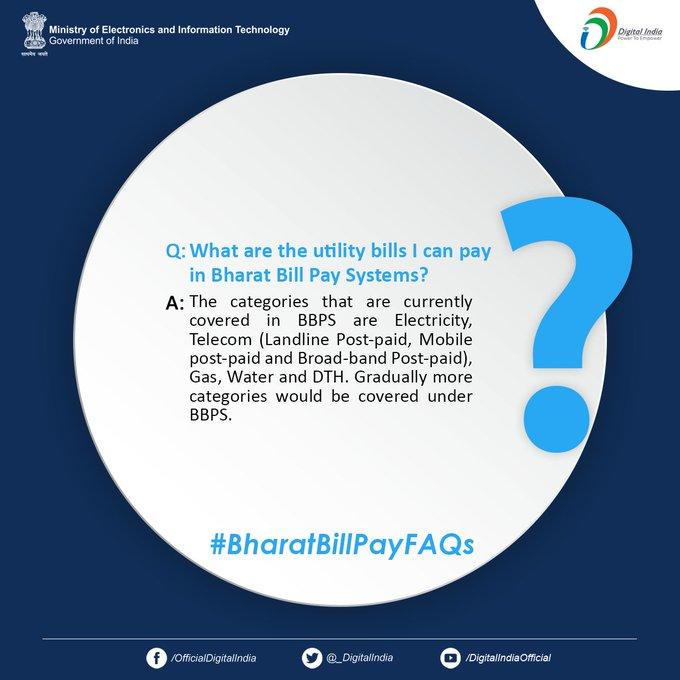 सत्यमेव जयते
Ministry of Electronics and Information Technology
Government of India
Digital India
Power To Empower
Q: What are the utility bills I can pay
in Bharat Bill Pay Systems?
A: The categories that are currently
covered in BBPS are Electricity,
Telecom (Landline Post-paid, Mobile
post-paid and Broad-band Post-paid),
Gas, Water and DTH. Gradually more
categories would be covered under
BBPS.
?
#BharatBillPayFAQs
/OfficialDigitalIndia
@_DigitalIndia
/DigitalIndiaOfficial